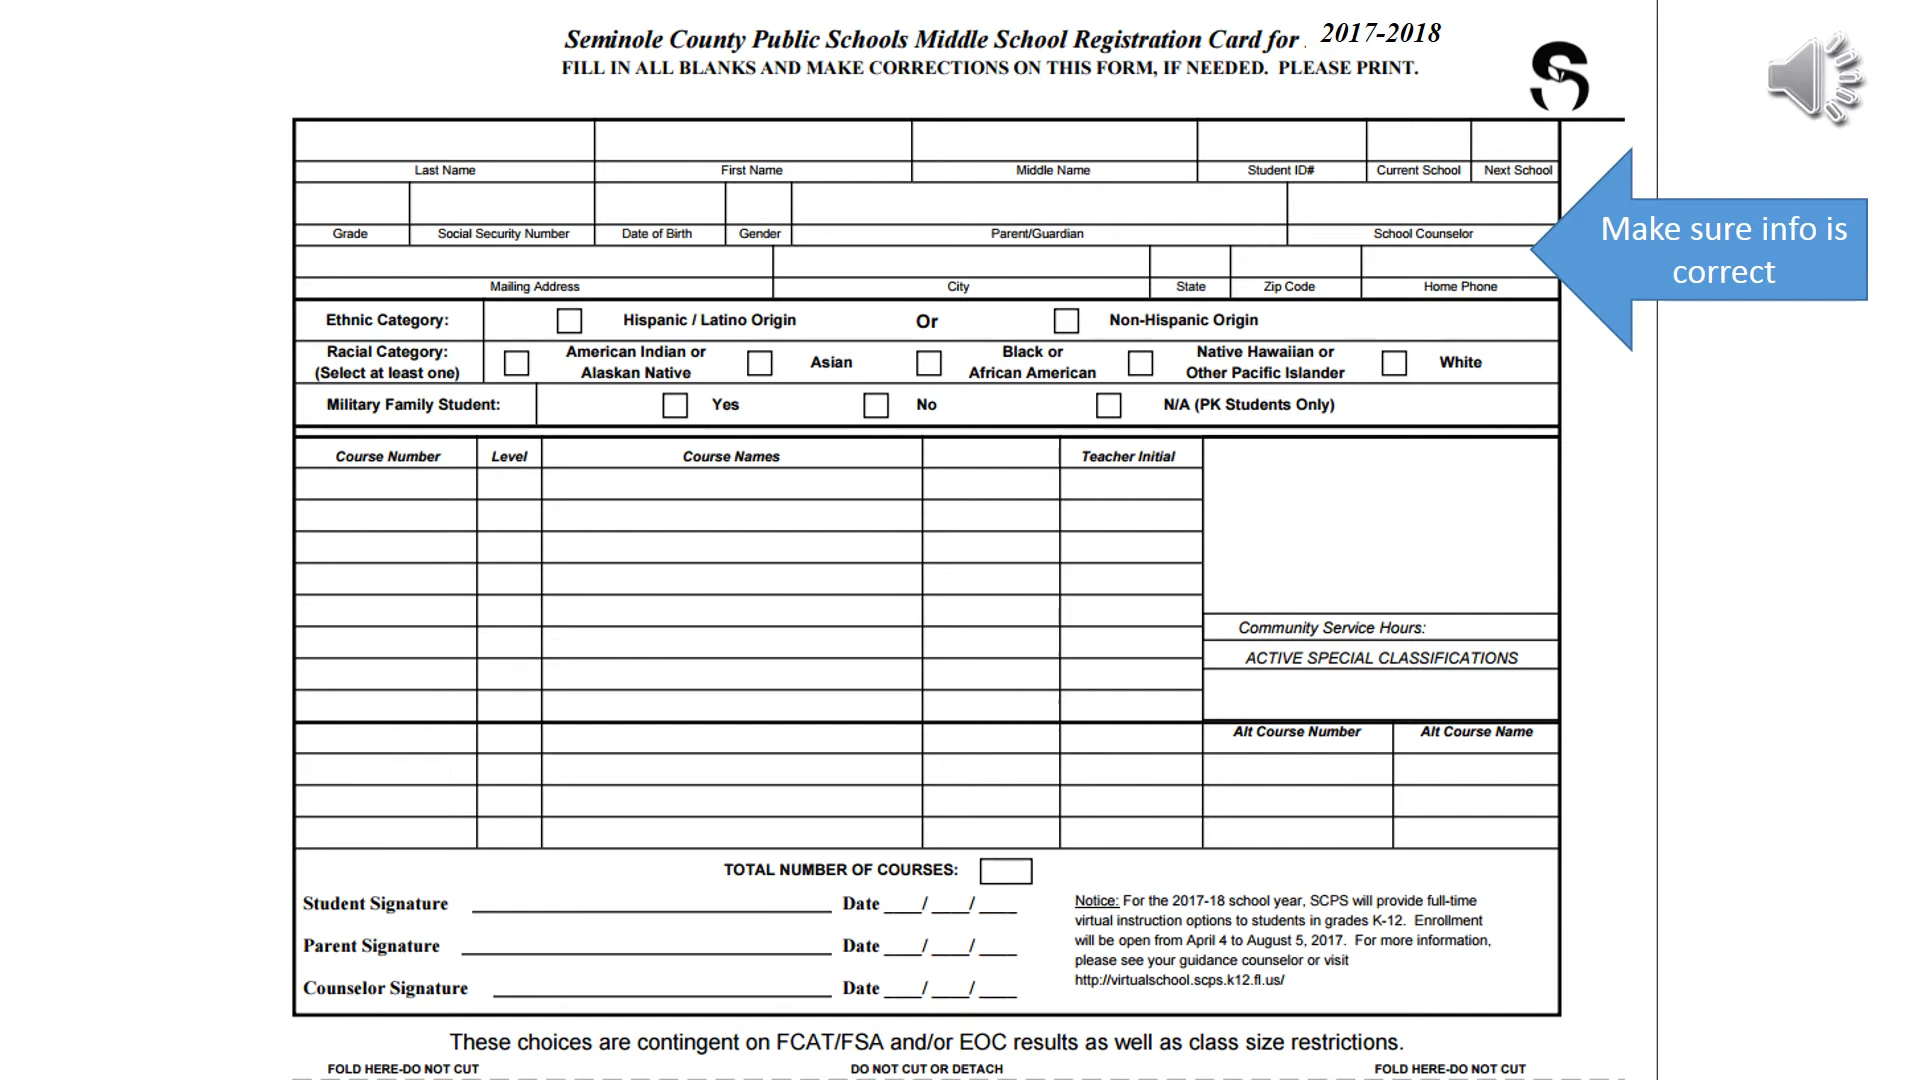 Seminole County Public Schools Middle School Registration Card for 2017-2018
FILL IN ALL BLANKS AND MAKE CORRECTIONS ON THIS FORM, IF NEEDED. PLEASE PRINT.
Last Name First Name Middle Name Student ID# Current School Next School
Grade Social Security Number Date of Birth Gender Parent/Guardian School Counselor
Make sure info is
correct
Mailing Address City State Zip Code Home Phone
Ethnic Category: Hispanic / Latino Origin Or Non-Hispanic Origin
Racial Category: American Indian or Black or Native Hawaiian or
(Select at least one) Alaskan Native Asian African American Other Pacific Islander White
Military Family Student: Yes No N/A (PK Students Only)
Course Number Level Course Names Teacher Initial
Community Service Hours:
ACTIVE SPECIAL CLASSIFICATIONS
Alt Course Number Alt Course Name
TOTAL NUMBER OF COURSES:
Student Signature Date ____/ ____/ ____
Parent Signature Date ____/ ____/ ____
Counselor Signature Date ____/ ____/ ____
Notice: For the 2017-18 school year, SCPS will provide full-time
virtual instruction options to students in grades K-12. Enrollment
will be open from April 4 to August 5, 2017. For more information,
please see your guidance counselor or visit
http://virtualschool.scps.k12.fl.us/
These choices are contingent on FCAT/FSA and/or EOC results as well as class size restrictions.
FOLD HERE-DO NOT CUT DO NOT CUT OR DETACH FOLD HERE-DO NOT CUT